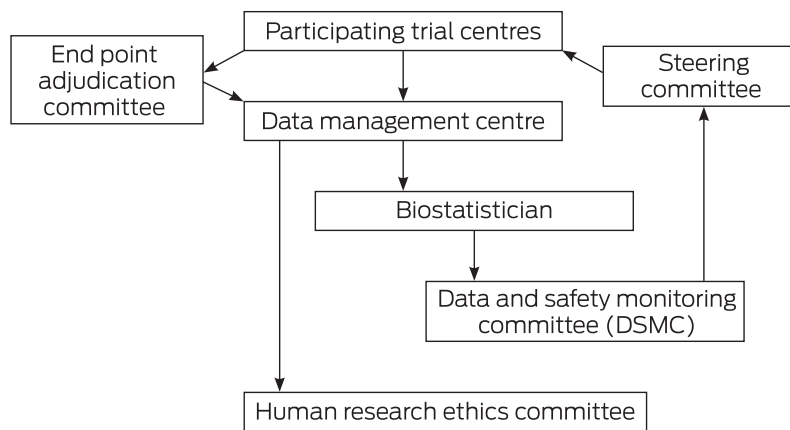 Participating trial centres
End point
adjudication
committee
Steering
committee
Data management centre
Biostatistician
Data and safety monitoring
committee (DSMC)
Human research ethics committee